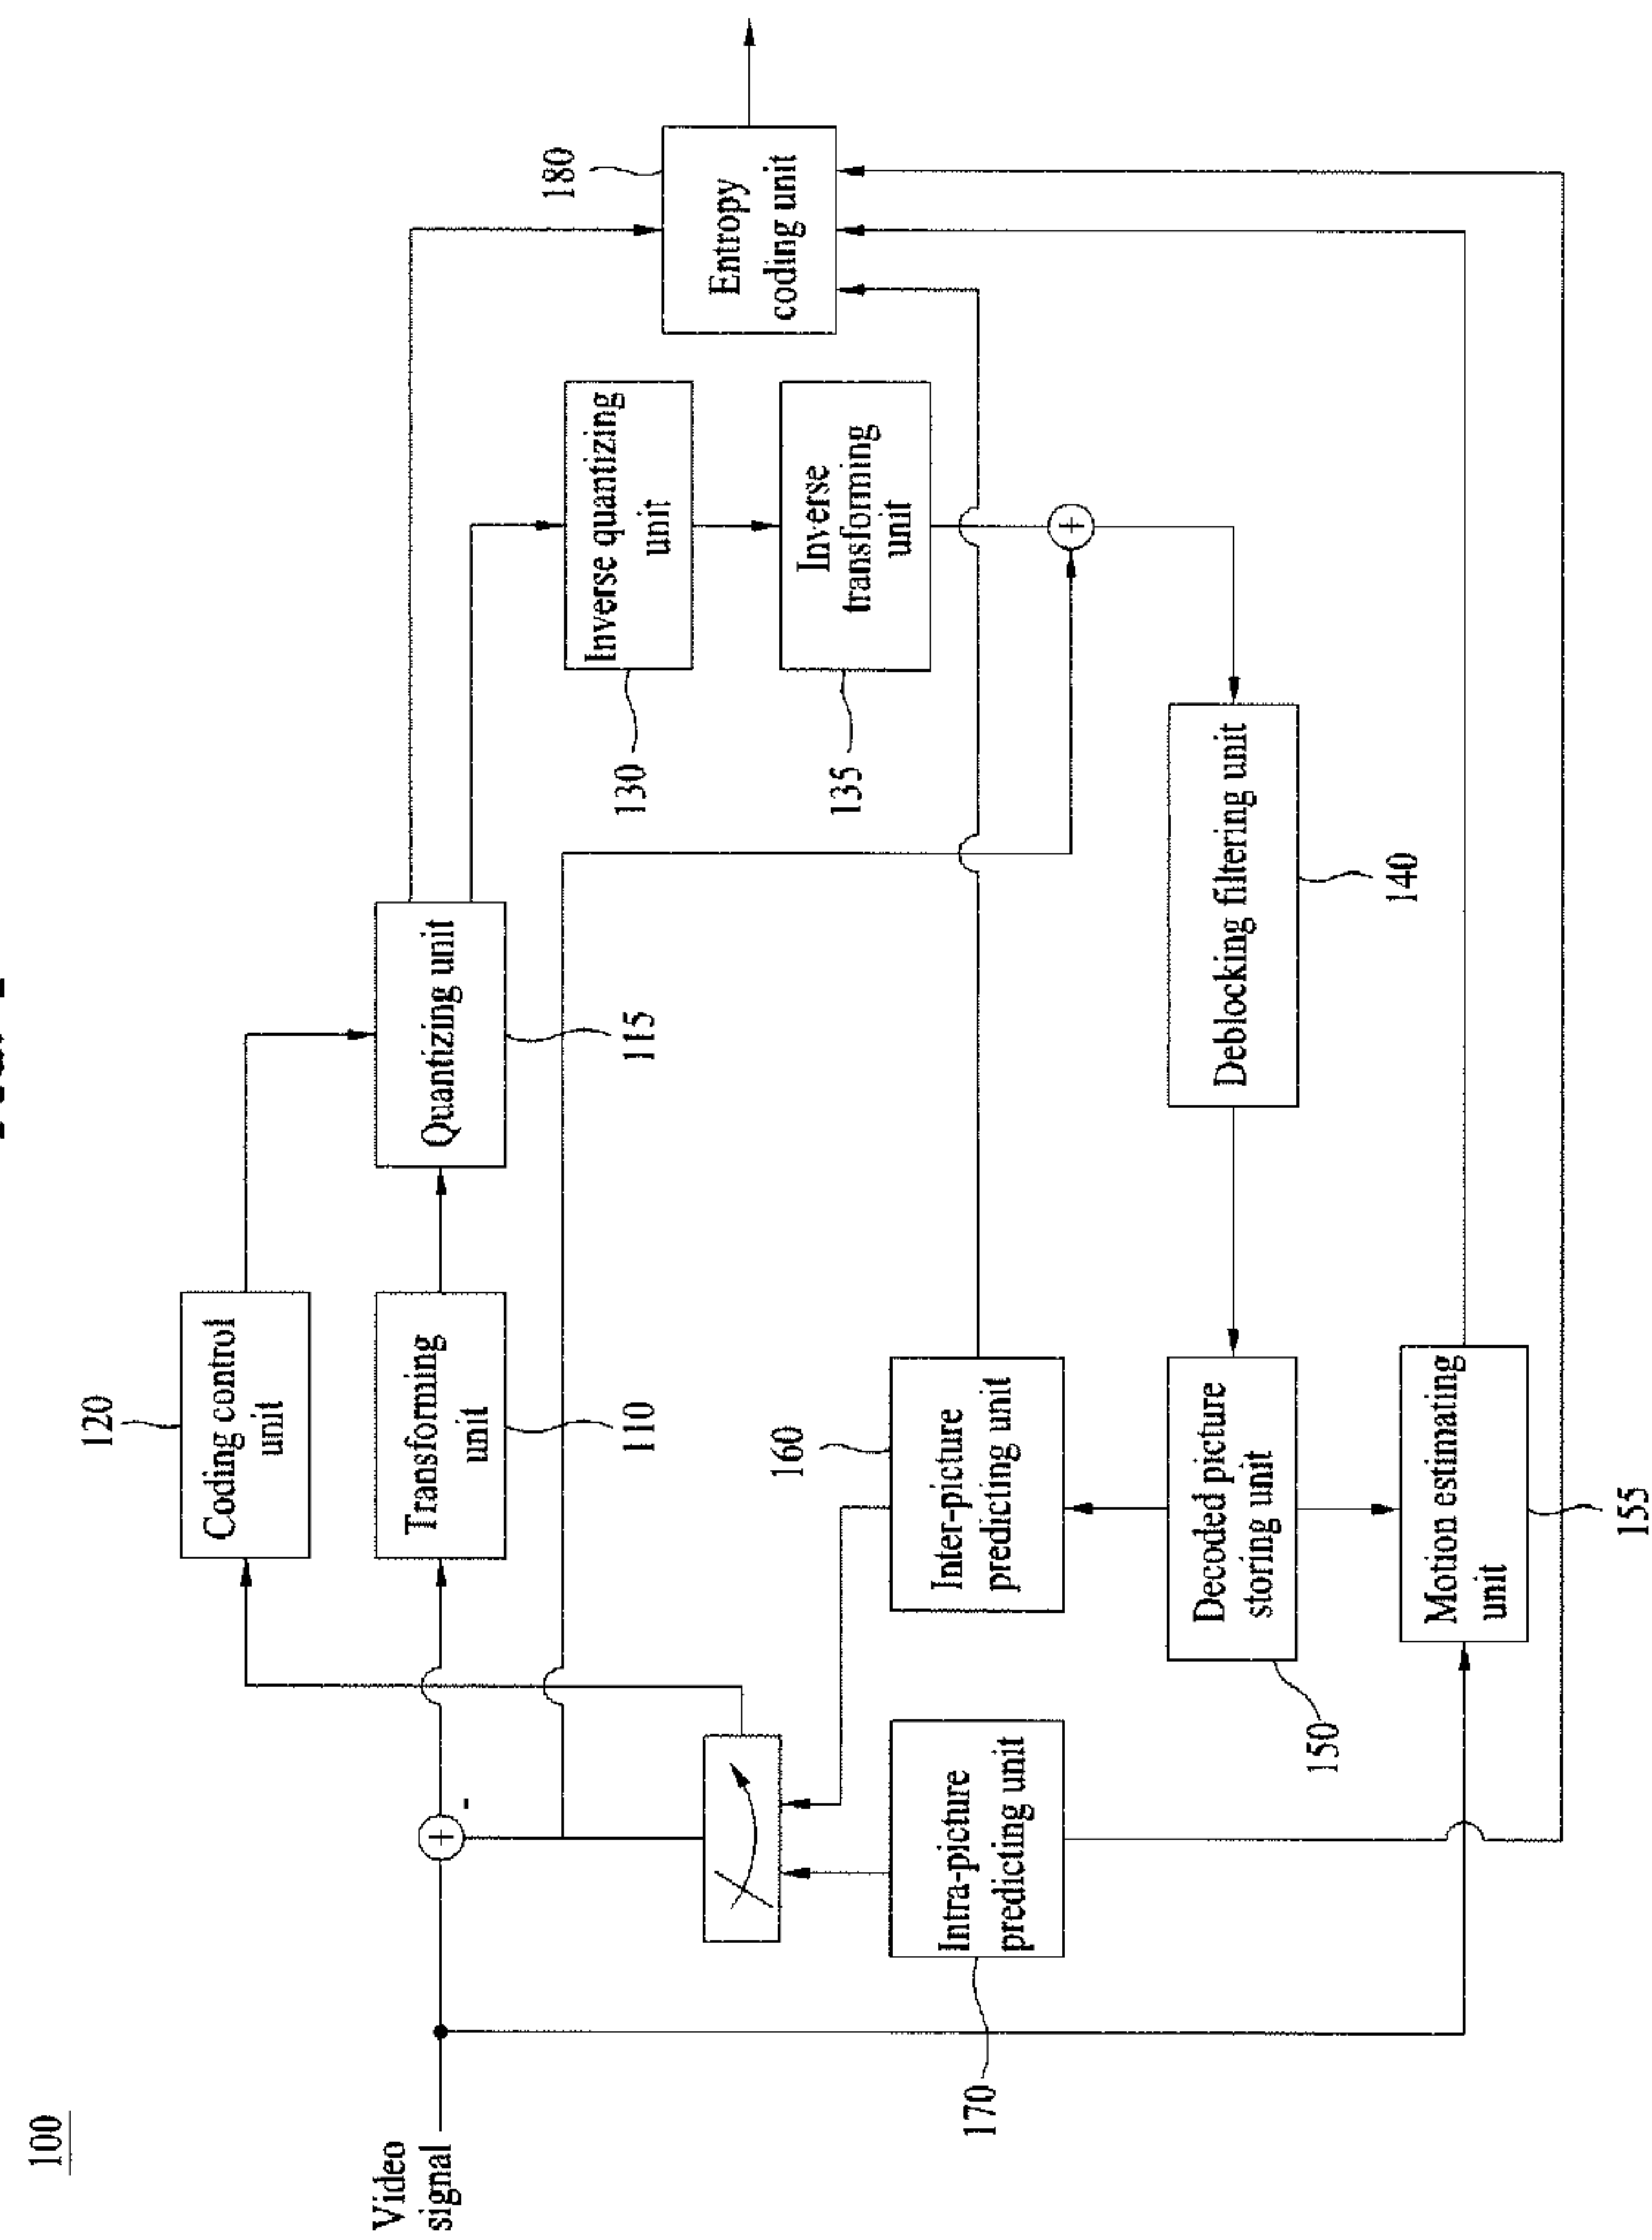 100
120
Coding control
unit
Video
signal
+
-
Transforming
unit
110
Quantizing unit
115
180
Entropy
coding unit
Inverse quantizing
unit
130
Inverse
transforming
unit
135
+
160
Inter-picture
predicting unit
Intra-picture
predicting unit
170
Deblocking filtering unit
140
Decoded picture
storing unit
150
Motion estimating
unit
155